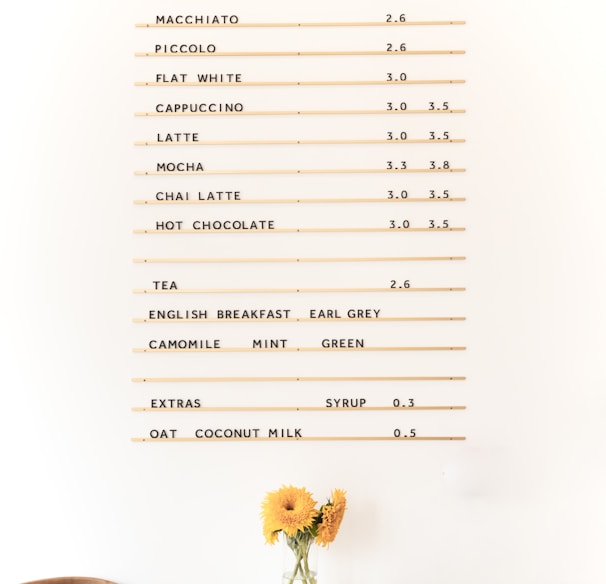 MACCHIATO 2.6
PICCOLO 2.6
FLAT WHITE 3.0
CAPPUCCINO 3.0 3.5
LATTE 3.0 3.5
MOCHA 3.3 3.8
CHAI LATTE 3.0 3.5
HOT CHOCOLATE 3.0 3.5
TEA 2.6
ENGLISH BREAKFAST EARL GREY
CAMOMILE MINT GREEN
EXTRAS SYRUP 0.3
OAT COCONUT MILK 0.5